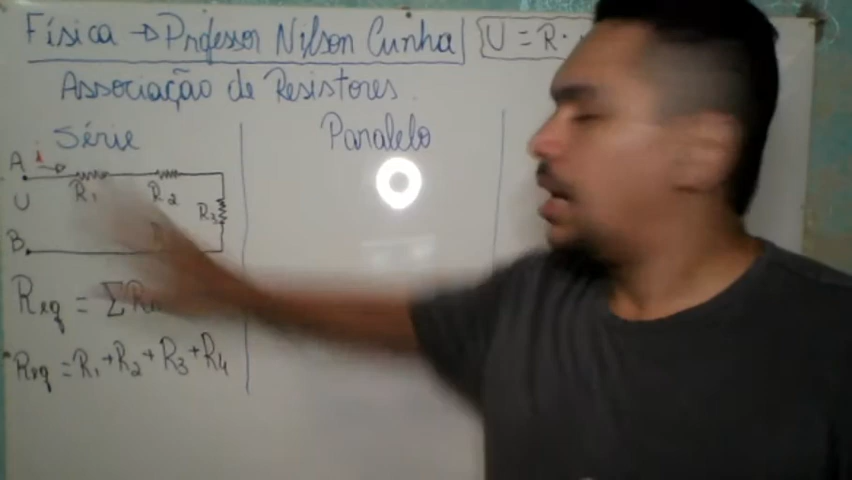 Física → Professor Nilson Cunha U = R.
Associação de Resistores.
Série
Paralelo
A i
R1 R2
U
R3
B
Req = Σ R
Req = R1 + R2 + R3 + R4